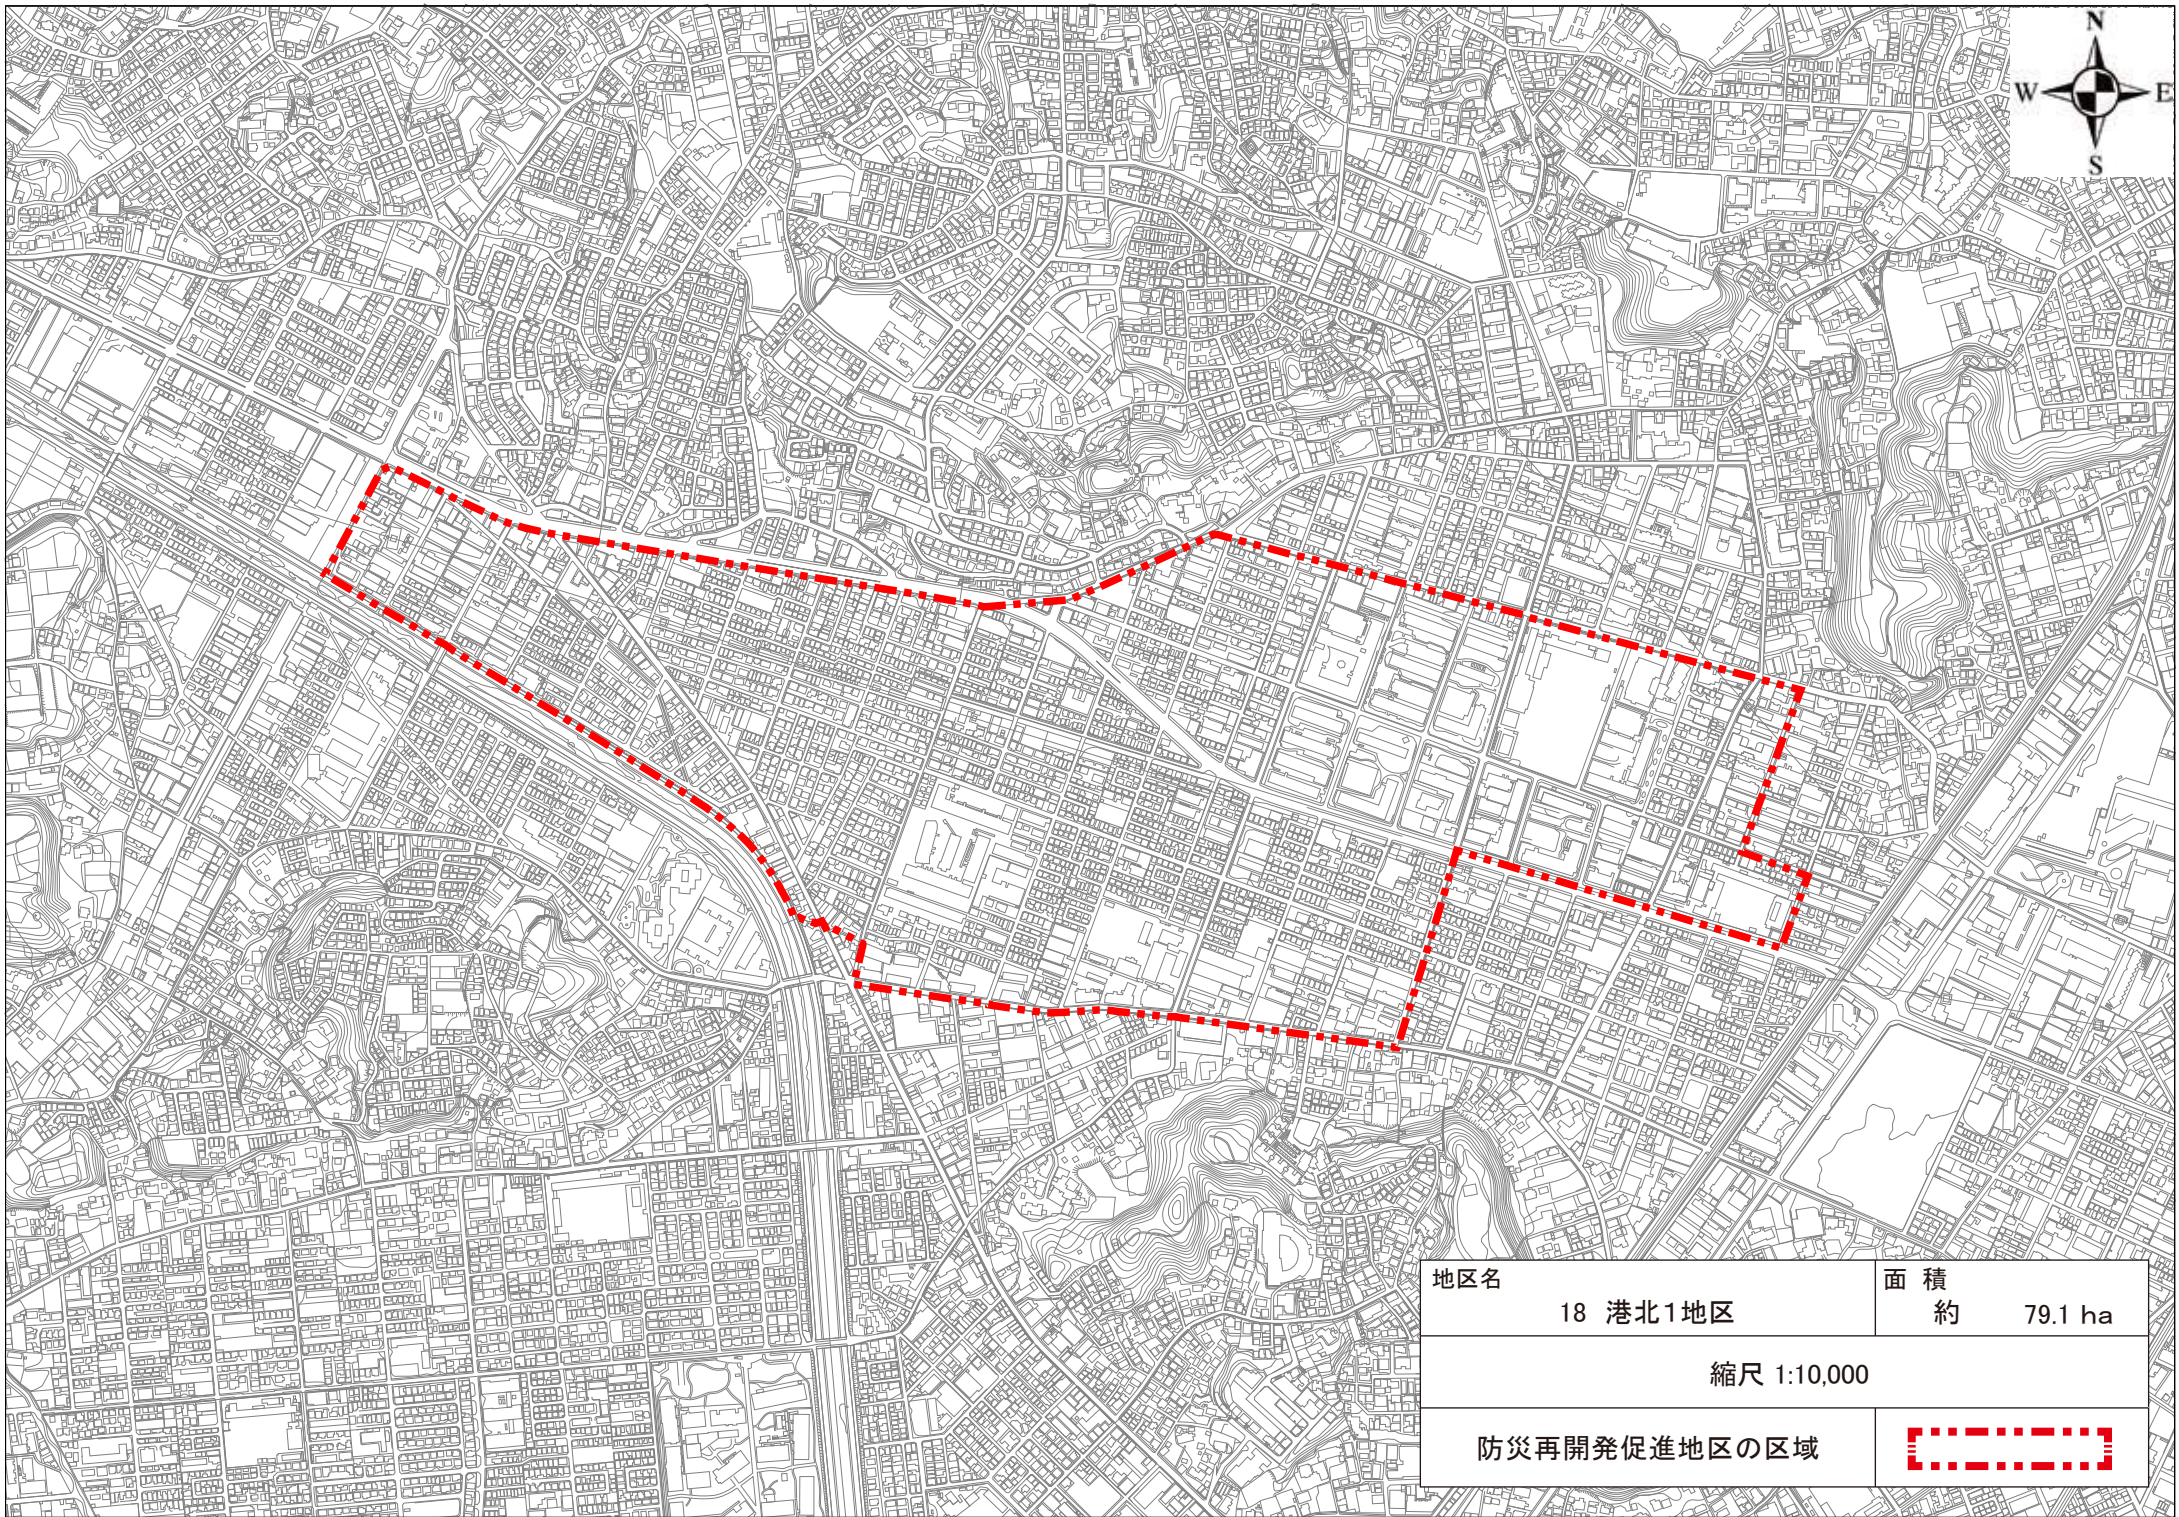 N
W E
S
地区名
18 港北1地区
面 積
約 79.1 ha
縮尺 1:10,000
防災再開発促進地区の区域